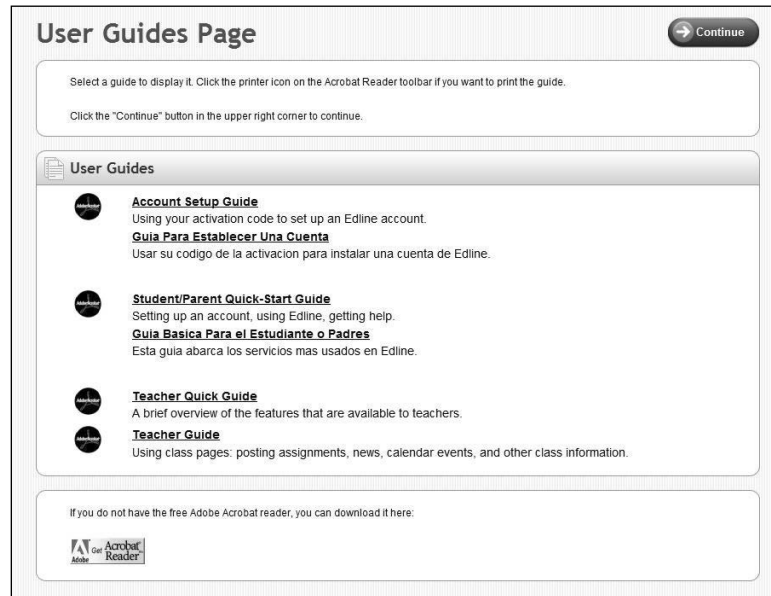 User Guides Page
Continue
Select a guide to display it. Click the printer icon on the Acrobat Reader toolbar if you want to print the guide.
Click the "Continue" button in the upper right corner to continue.
User Guides
Account Setup Guide
Using your activation code to set up an Edline account.
Guia Para Establecer Una Cuenta
Usar su codigo de la activacion para instalar una cuenta de Edline.
Student/Parent Quick-Start Guide
Setting up an account, using Edline, getting help.
Guia Basica Para el Estudiante o Padres
Esta guia abarca los servicios mas usados en Edline.
Teacher Quick Guide
A brief overview of the features that are available to teachers.
Teacher Guide
Using class pages: posting assignments, news, calendar events, and other class information.
If you do not have the free Adobe Acrobat reader, you can download it here:
Adobe
Get Acrobat
Reader